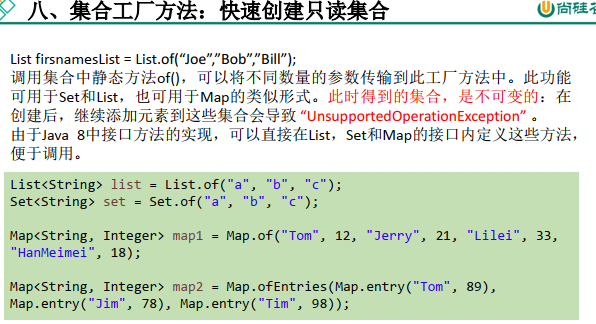 八、集合工厂方法：快速创建只读集合
尚硅谷
List firsnamesList = List.of(“Joe”,”Bob”,”Bill”);
调用集合中静态方法of()，可以将不同数量的参数传输到此工厂方法中。此功能
可用于Set和List，也可用于Map的类似形式。此时得到的集合，是不可变的：在
创建后，继续添加元素到这些集合会导致 “UnsupportedOperationException” 。
由于Java 8中接口方法的实现，可以直接在List，Set和Map的接口内定义这些方法，
便于调用。
List<String> list = List.of("a", "b", "c");
Set<String> set = Set.of("a", "b", "c");
Map<String, Integer> map1 = Map.of("Tom", 12, "Jerry", 21, "Lilei", 33,
"HanMeimei", 18);
Map<String, Integer> map2 = Map.ofEntries(Map.entry("Tom", 89),
Map.entry("Jim", 78), Map.entry("Tim", 98));